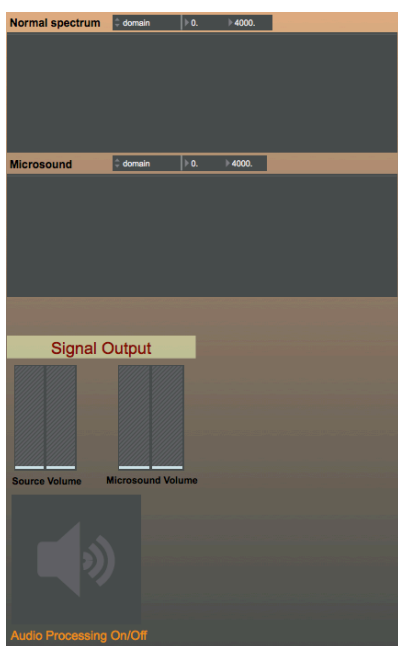 Normal spectrum domain 0. 4000.
Microsound domain 0. 4000.
Signal Output
Source Volume Microsound Volume
Audio Processing On/Off